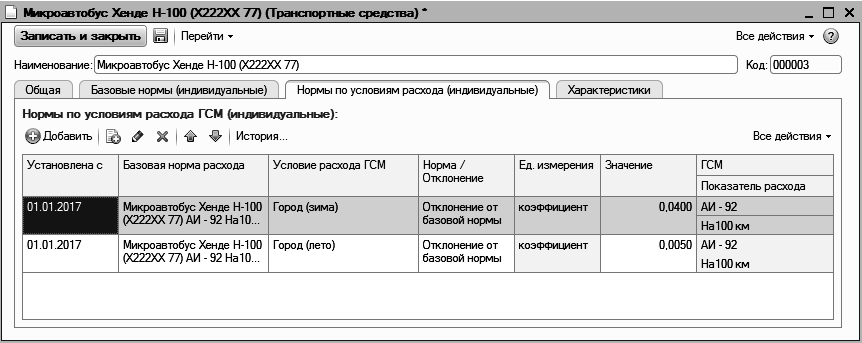 Микроавтобус Хенде Н-100 (Х222ХХ 77) (Транспортные средства) *
Записать и закрыть Перейти Все действия ?
Наименование: Микроавтобус Хенде Н-100 (Х222ХХ 77) Код: 000003
Общая Базовые нормы (индивидуальные) Нормы по условиям расхода (индивидуальные) Характеристики
Нормы по условиям расхода ГСМ (индивидуальные):
Добавить История... Все действия
Установлена с Базовая норма расхода Условие расхода ГСМ Норма / Ед. измерения Значение ГСМ
Отклонение Показатель расхода
01.01.2017 Микроавтобус Хенде Н-100 Город (зима) Отклонение от коэффициент 0,0400 АИ - 92
(Х222ХХ 77) АИ - 92 На10... базовой нормы На100 км
01.01.2017 Микроавтобус Хенде Н-100 Город (лето) Отклонение от коэффициент 0,0050 АИ - 92
(Х222ХХ 77) АИ - 92 На10... базовой нормы На100 км